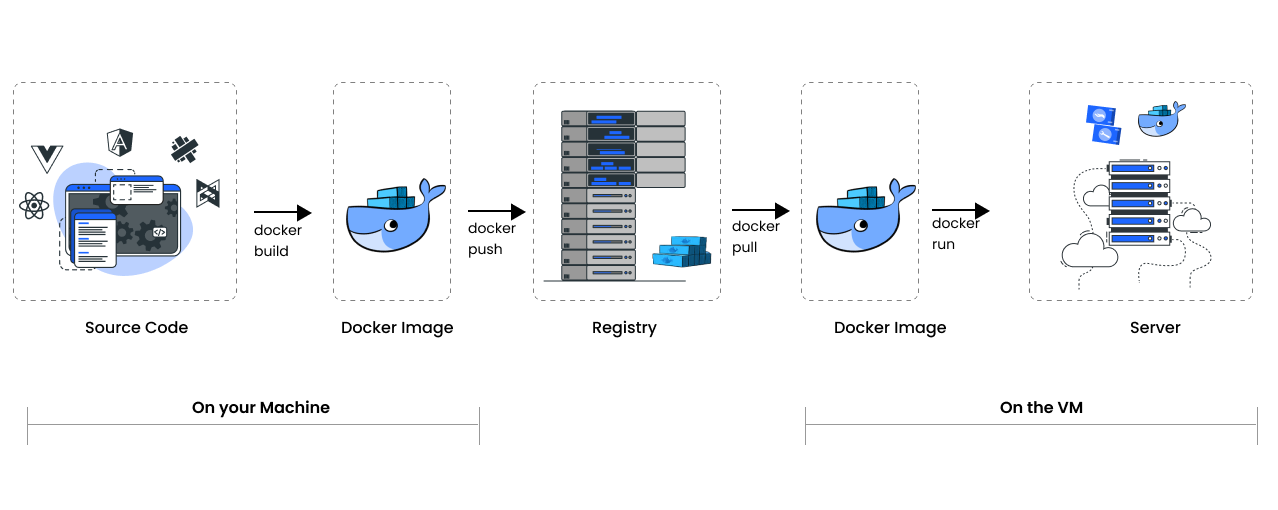 docker
build
docker
push
docker
pull
docker
run
Source Code
Docker Image
Registry
Docker Image
Server
On your Machine
On the VM